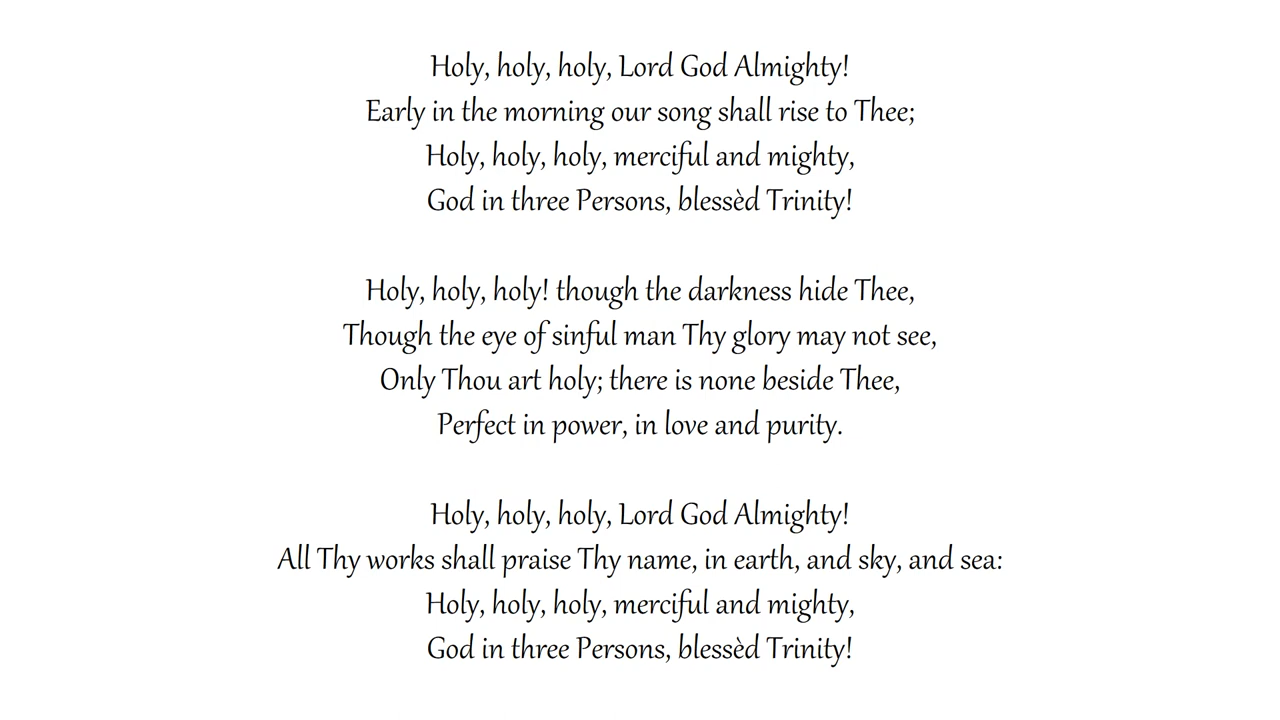 Holy, holy, holy, Lord God Almighty!
Early in the morning our song shall rise to Thee;
Holy, holy, holy, merciful and mighty,
God in three Persons, blessèd Trinity!
Holy, holy, holy! though the darkness hide Thee,
Though the eye of sinful man Thy glory may not see,
Only Thou art holy; there is none beside Thee,
Perfect in power, in love and purity.
Holy, holy, holy, Lord God Almighty!
All Thy works shall praise Thy name, in earth, and sky, and sea:
Holy, holy, holy, merciful and mighty,
God in three Persons, blessèd Trinity!